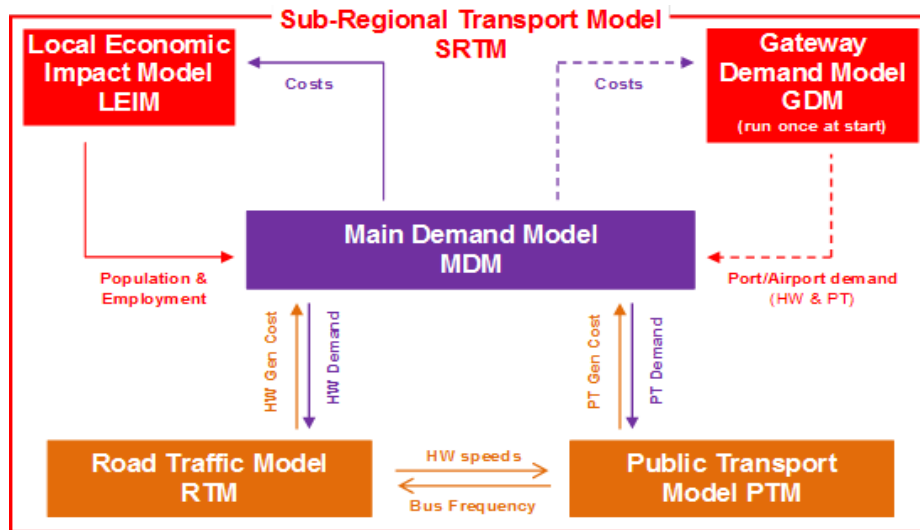 Sub-Regional Transport Model
SRTM
Local Economic
Impact Model
LEIM
Costs
Costs
Gateway
Demand Model
GDM
(run once at start)
Main Demand Model
MDM
Population &
Employment
Port/Airport demand
(HW & PT)
HW Gen Cost
HW Demand
PT Gen Cost
PT Demand
Road Traffic Model
RTM
HW speeds
Bus Frequency
Public Transport
Model PTM